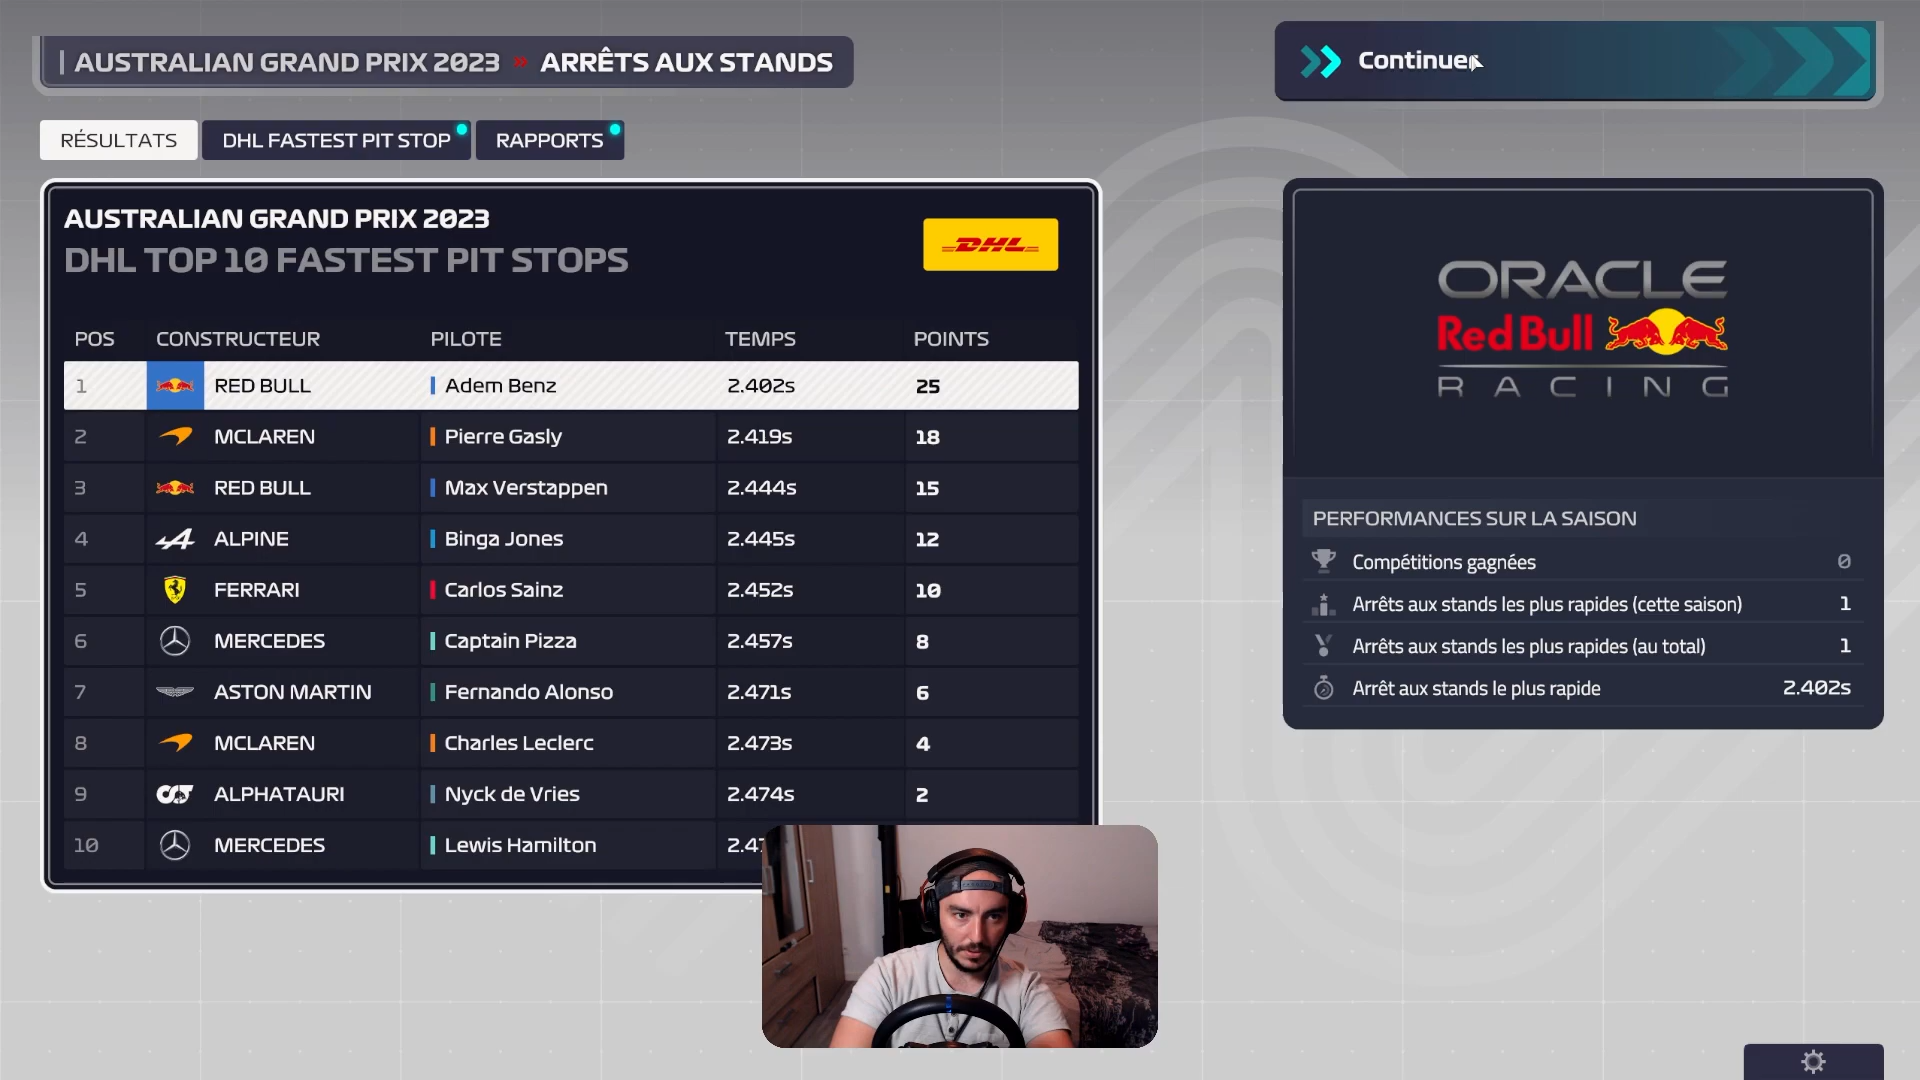 AUSTRALIAN GRAND PRIX 2023 » ARRÊTS AUX STANDS
Continuer
RÉSULTATS
DHL FASTEST PIT STOP
RAPPORTS
AUSTRALIAN GRAND PRIX 2023
DHL TOP 10 FASTEST PIT STOPS
DHL
POS CONSTRUCTEUR PILOTE TEMPS POINTS
1 RED BULL Adem Benz 2.402s 25
2 MCLAREN Pierre Gasly 2.419s 18
3 RED BULL Max Verstappen 2.444s 15
4 ALPINE Binga Jones 2.445s 12
5 FERRARI Carlos Sainz 2.452s 10
6 MERCEDES Captain Pizza 2.457s 8
7 ASTON MARTIN Fernando Alonso 2.471s 6
8 MCLAREN Charles Leclerc 2.473s 4
9 ALPHATAURI Nyck de Vries 2.474s 2
10 MERCEDES Lewis Hamilton
ORACLE
Red Bull
RACING
PERFORMANCES SUR LA SAISON
Compétitions gagnées 0
Arrêts aux stands les plus rapides (cette saison) 1
Arrêts aux stands les plus rapides (au total) 1
Arrêt aux stands le plus rapide 2.402s